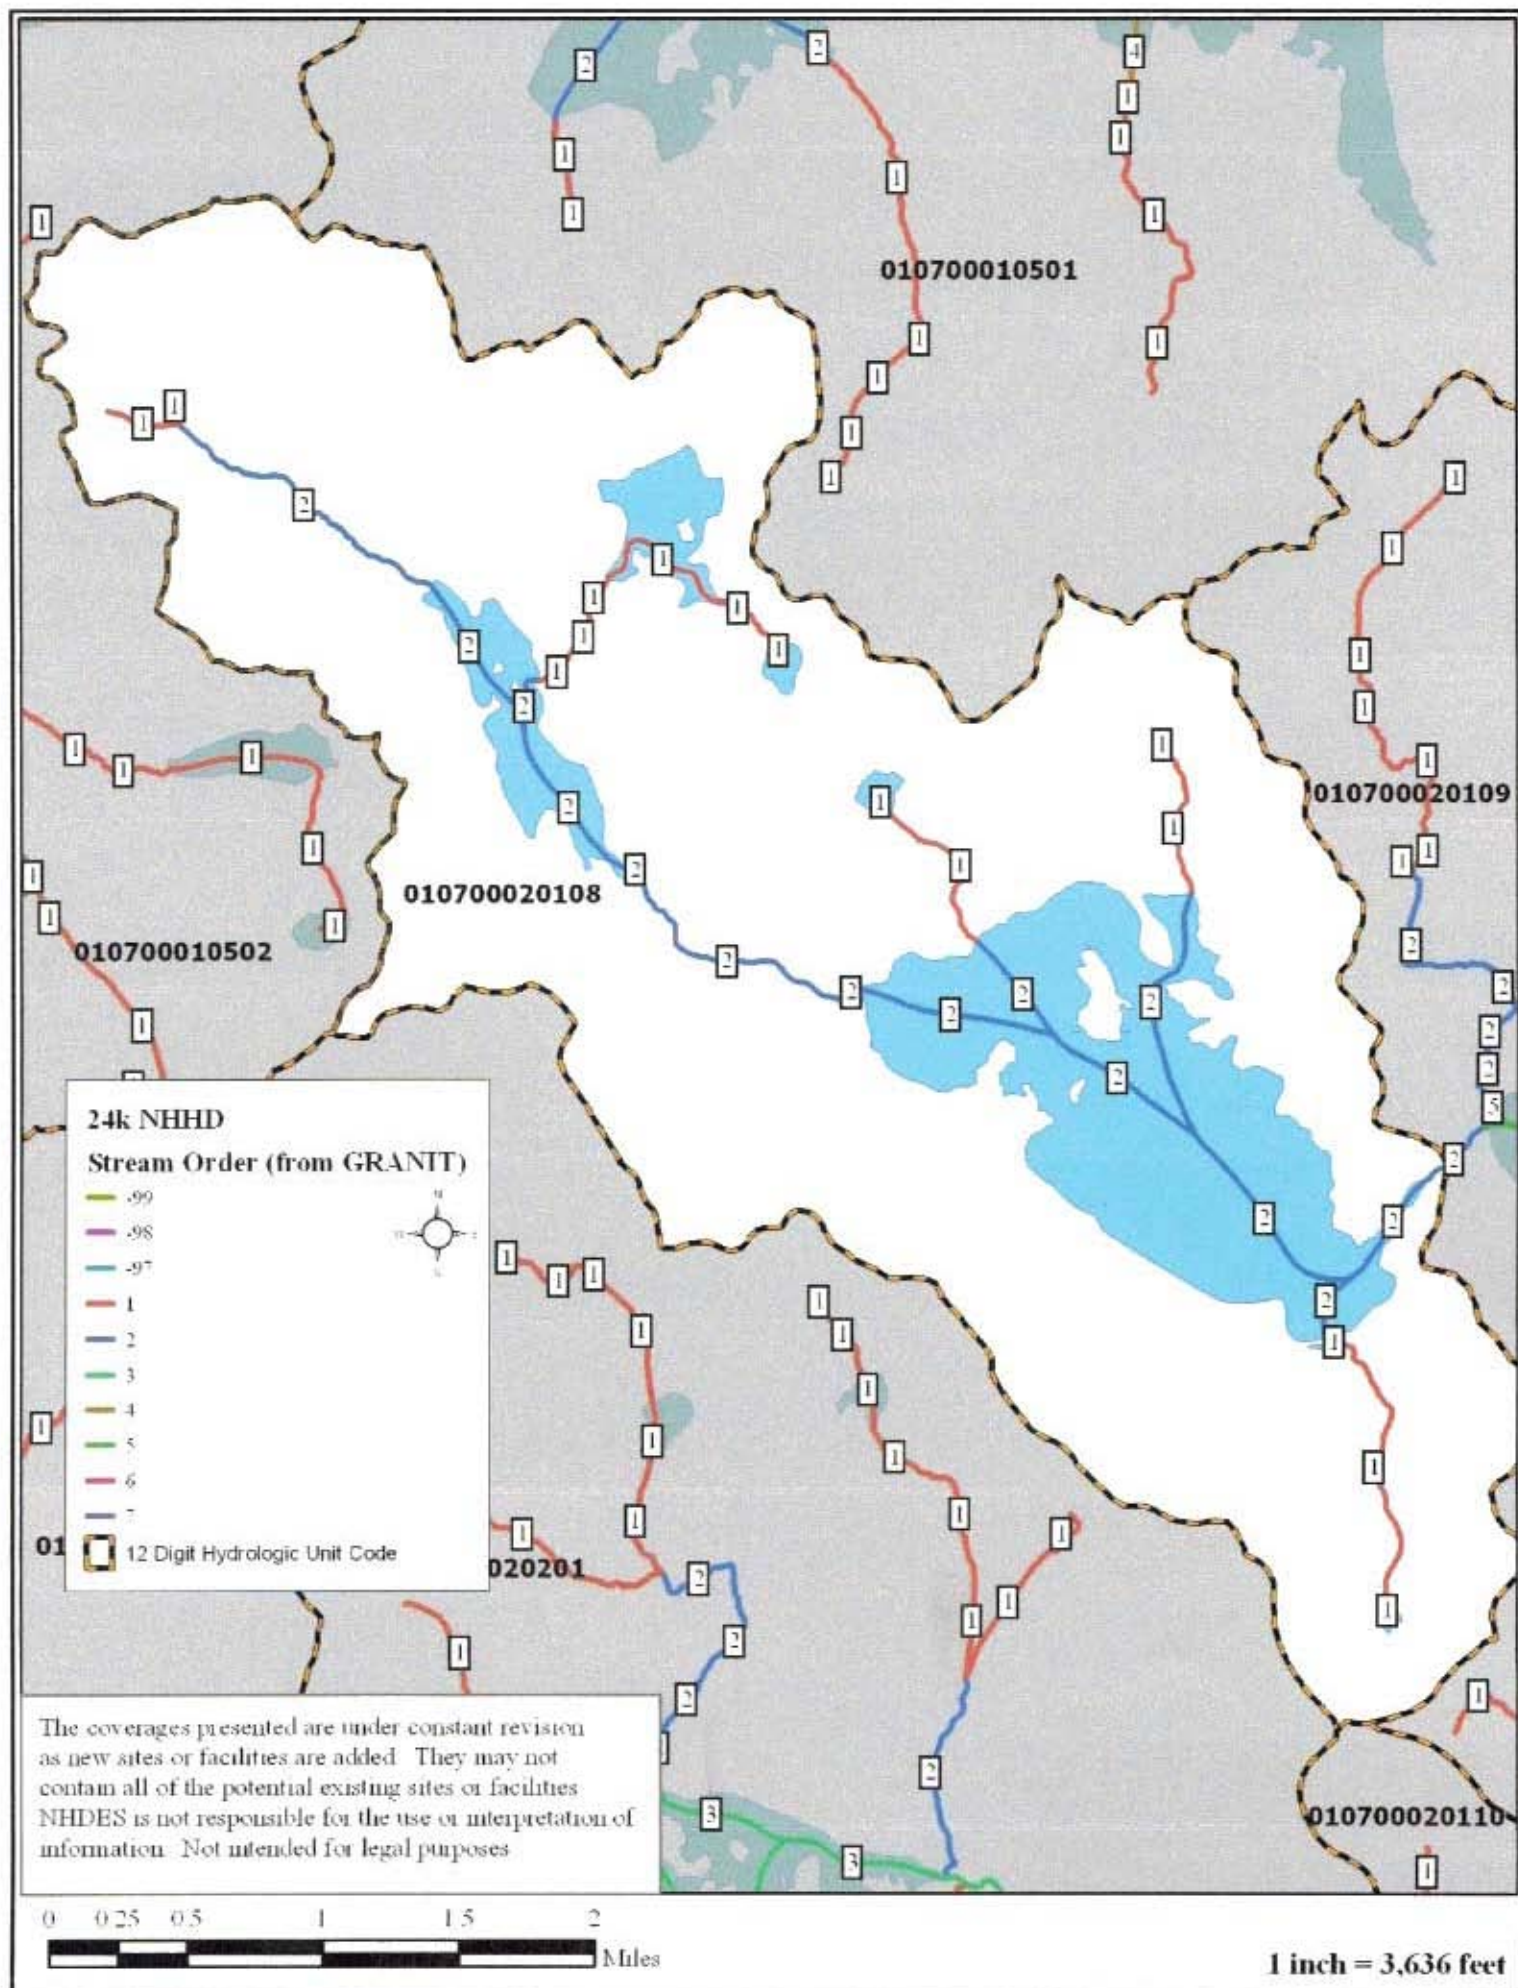 010700010501
010700020109
010700020108
010700010502
24k NHHD
Stream Order (from GRANIT)
-99
-98
-97
1
2
3
4
5
6
7
12 Digit Hydrologic Unit Code
N
S
01
020201
The coverages presented are under constant revision
as new sites or facilities are added They may not
contain all of the potential existing sites or facilities
NHDES is not responsible for the use or interpretation of
information Not intended for legal purposes
010700020110
0 0 25 0 5 1 1 5 2
Miles
1 inch = 3,636 feet